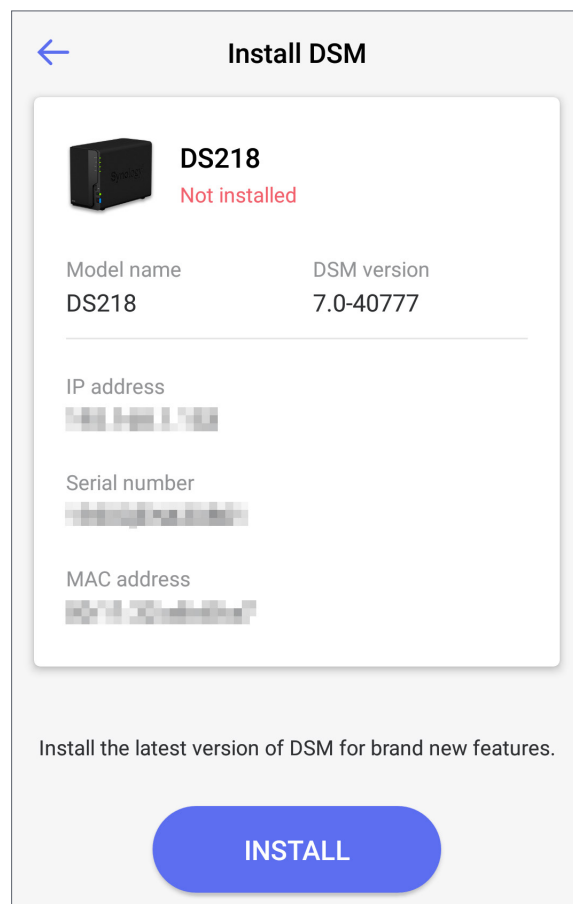 Install DSM
DS218
Not installed
Model name
DSM version
DS218
7.0-40777
IP address
Serial number
MAC address
Install the latest version of DSM for brand new features.
INSTALL